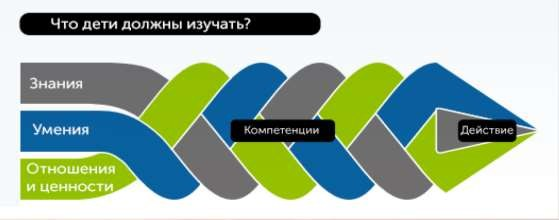 Что дети должны изучать?
Знания
Умения
Компетенции
Действие
Отношения
и ценности